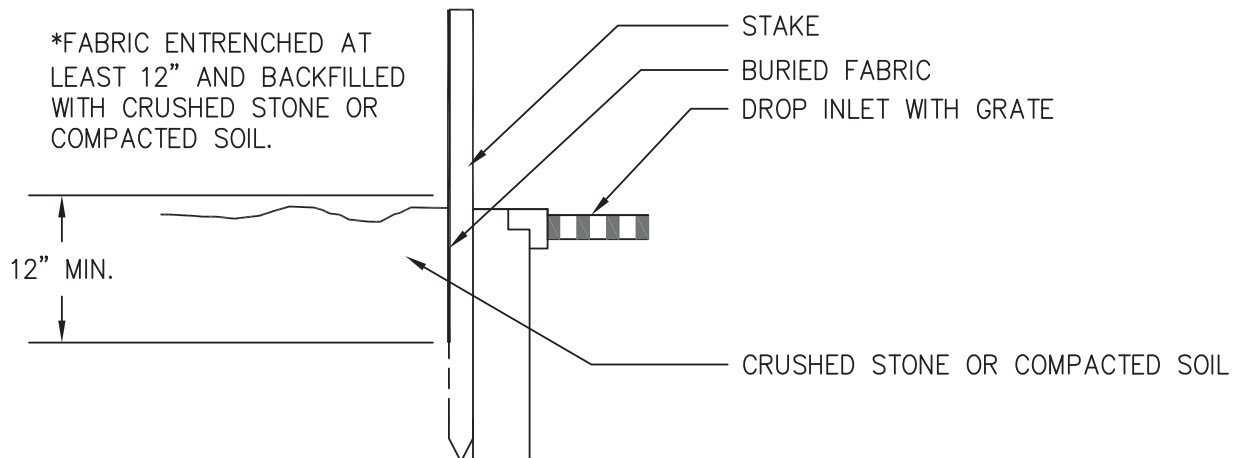 *FABRIC ENTRENCHED AT
LEAST 12" AND BACKFILLED
WITH CRUSHED STONE OR
COMPACTED SOIL.
STAKE
BURIED FABRIC
DROP INLET WITH GRATE
12" MIN.
CRUSHED STONE OR COMPACTED SOIL